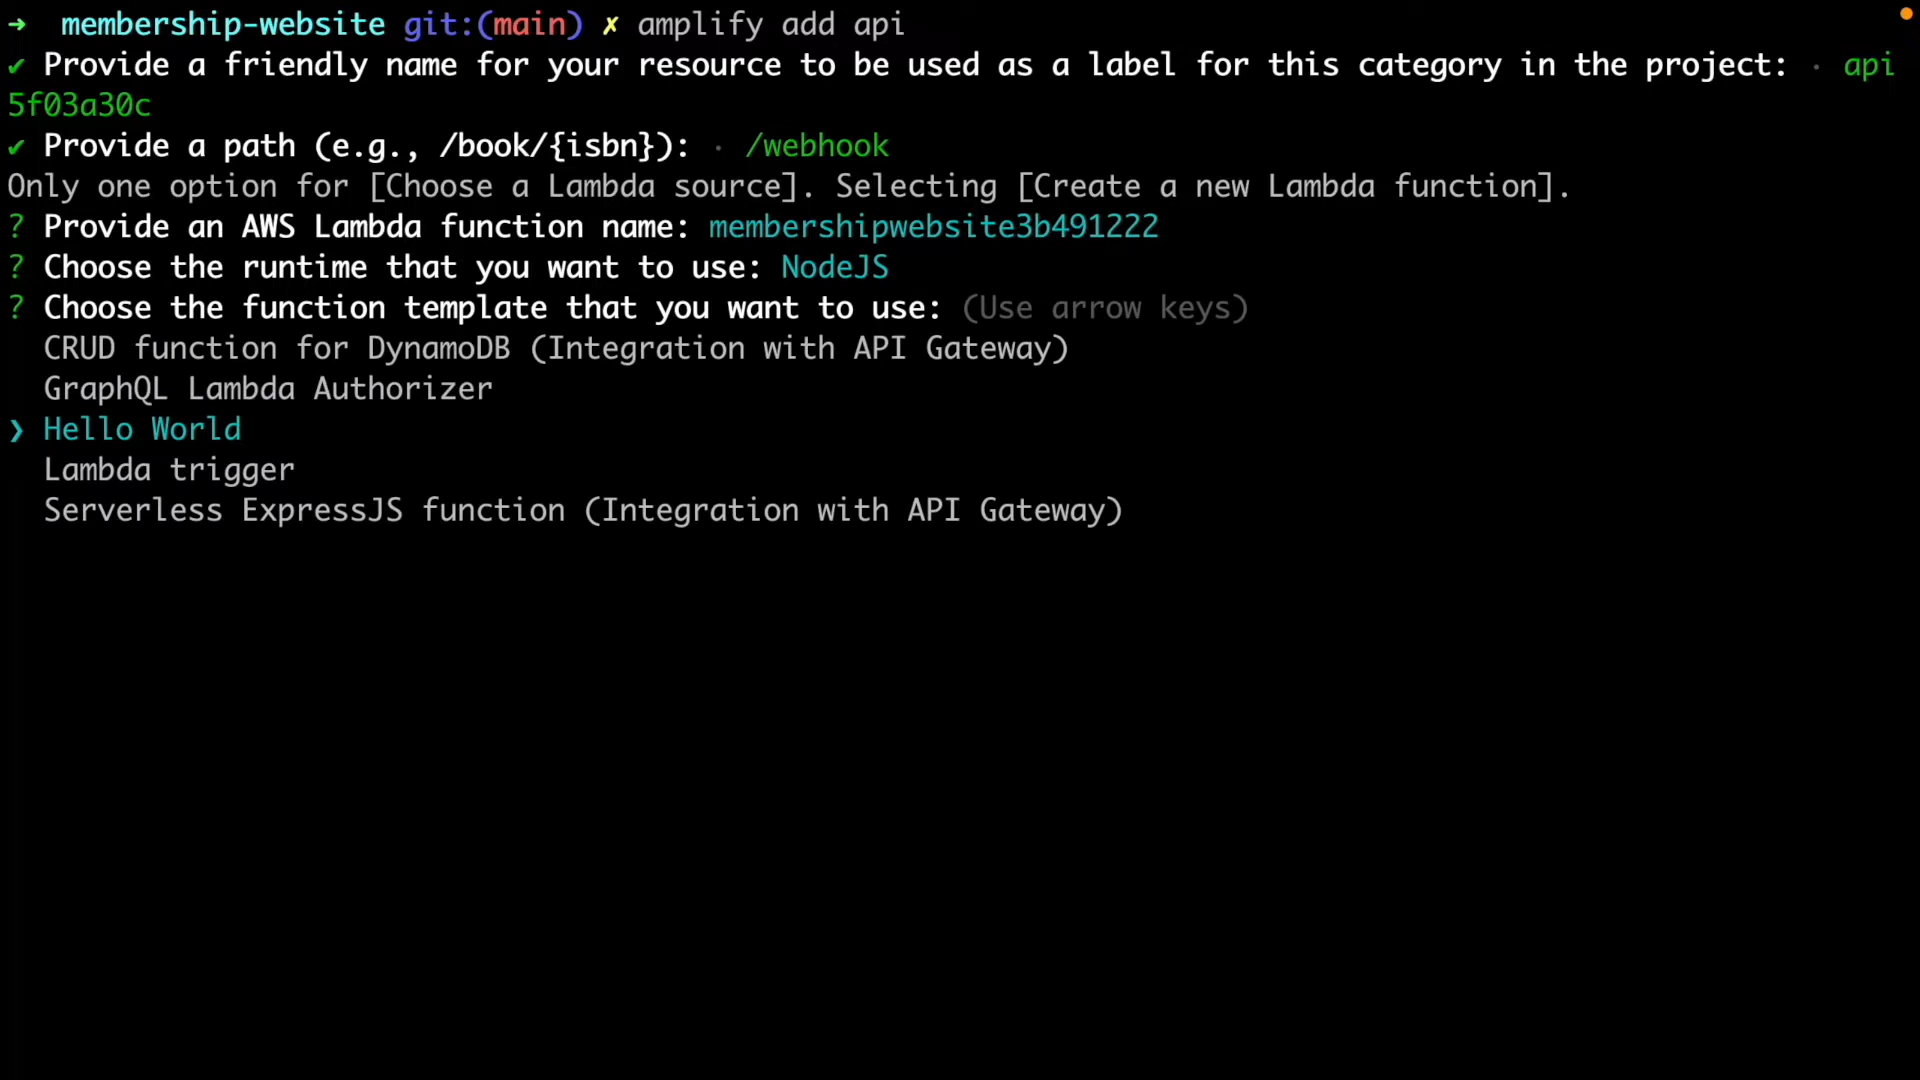 → membership-website git:(main) ✗ amplify add api
✔ Provide a friendly name for your resource to be used as a label for this category in the project: · api
5f03a30c
✔ Provide a path (e.g., /book/{isbn}): · /webhook
Only one option for [Choose a Lambda source]. Selecting [Create a new Lambda function].
? Provide an AWS Lambda function name: membershipwebsite3b491222
? Choose the runtime that you want to use: NodeJS
? Choose the function template that you want to use: (Use arrow keys)
CRUD function for DynamoDB (Integration with API Gateway)
GraphQL Lambda Authorizer
❯ Hello World
Lambda trigger
Serverless ExpressJS function (Integration with API Gateway)